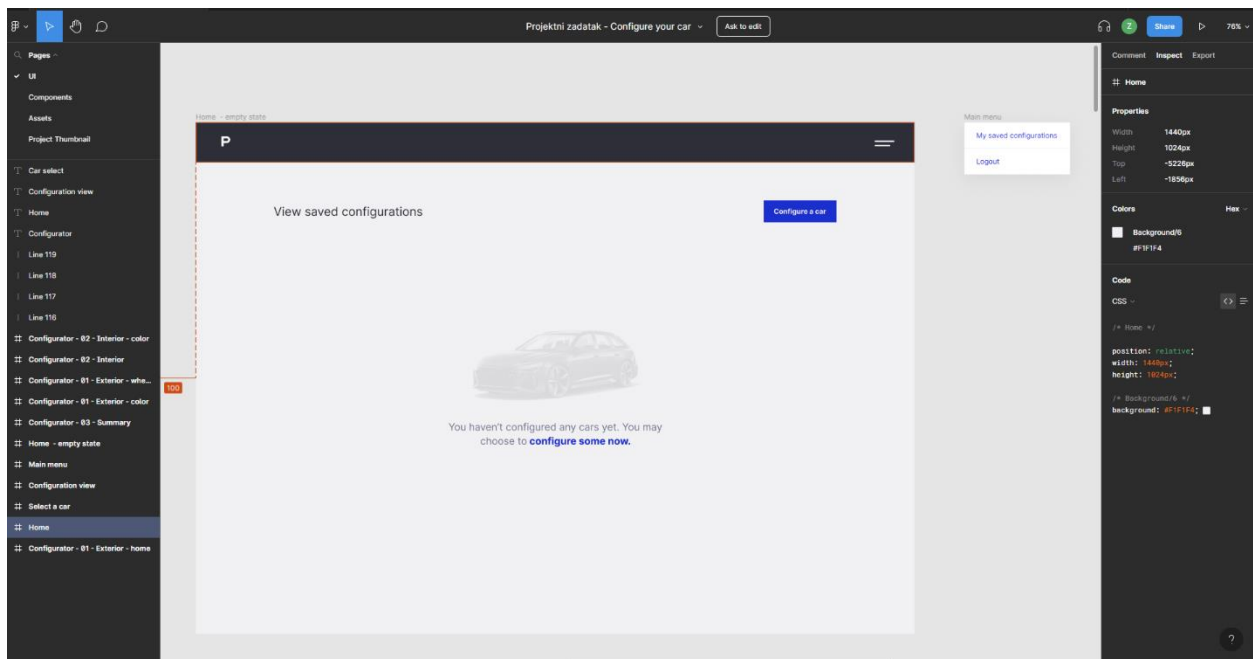 Projektni zadatak - Configure your car
Ask to edit
Z
Share
76%
Pages
UI
Components
Assets
Project Thumbnail
Car select
Configuration view
Home
Configurator
Line 119
Line 118
Line 117
Line 116
Configurator - 02 - Interior - color
Configurator - 02 - Interior
Configurator - 01 - Exterior - whe...
Configurator - 01 - Exterior - color
Configurator - 03 - Summary
Home - empty state
Main menu
Configuration view
Select a car
Home
Configurator - 01 - Exterior - home
Home - empty state
P
View saved configurations
Configure a car
100
You haven't configured any cars yet. You may
choose to configure some now.
Main menu
My saved configurations
Logout
Comment Inspect Export
Home
Properties
Width 1440px
Height 1024px
Top -5226px
Left -1856px
Colors Hex
Background/6
#F1F1F4
Code
CSS
/* Home */
position: relative;
width: 1440px;
height: 1024px;
/* Background/6 */
background: #F1F1F4;
?